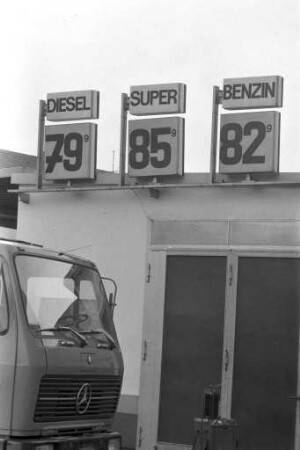 DIESEL
79⁹
SUPER
85⁹
BENZIN
82⁹